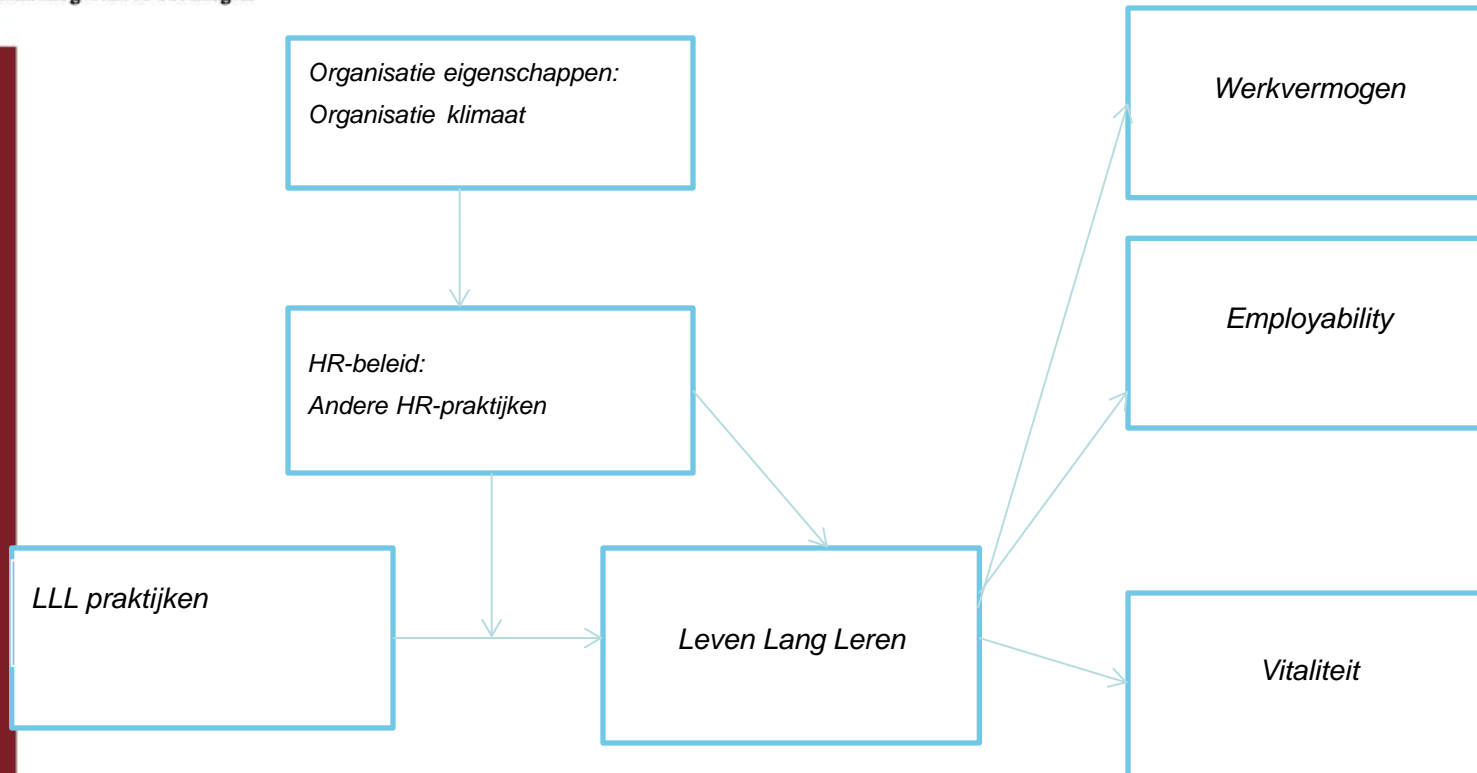 Organisatie eigenschappen:
Organisatie klimaat
Werkvermogen
Employability
HR-beleid:
Andere HR-praktijken
LLL praktijken
Leven Lang Leren
Vitaliteit